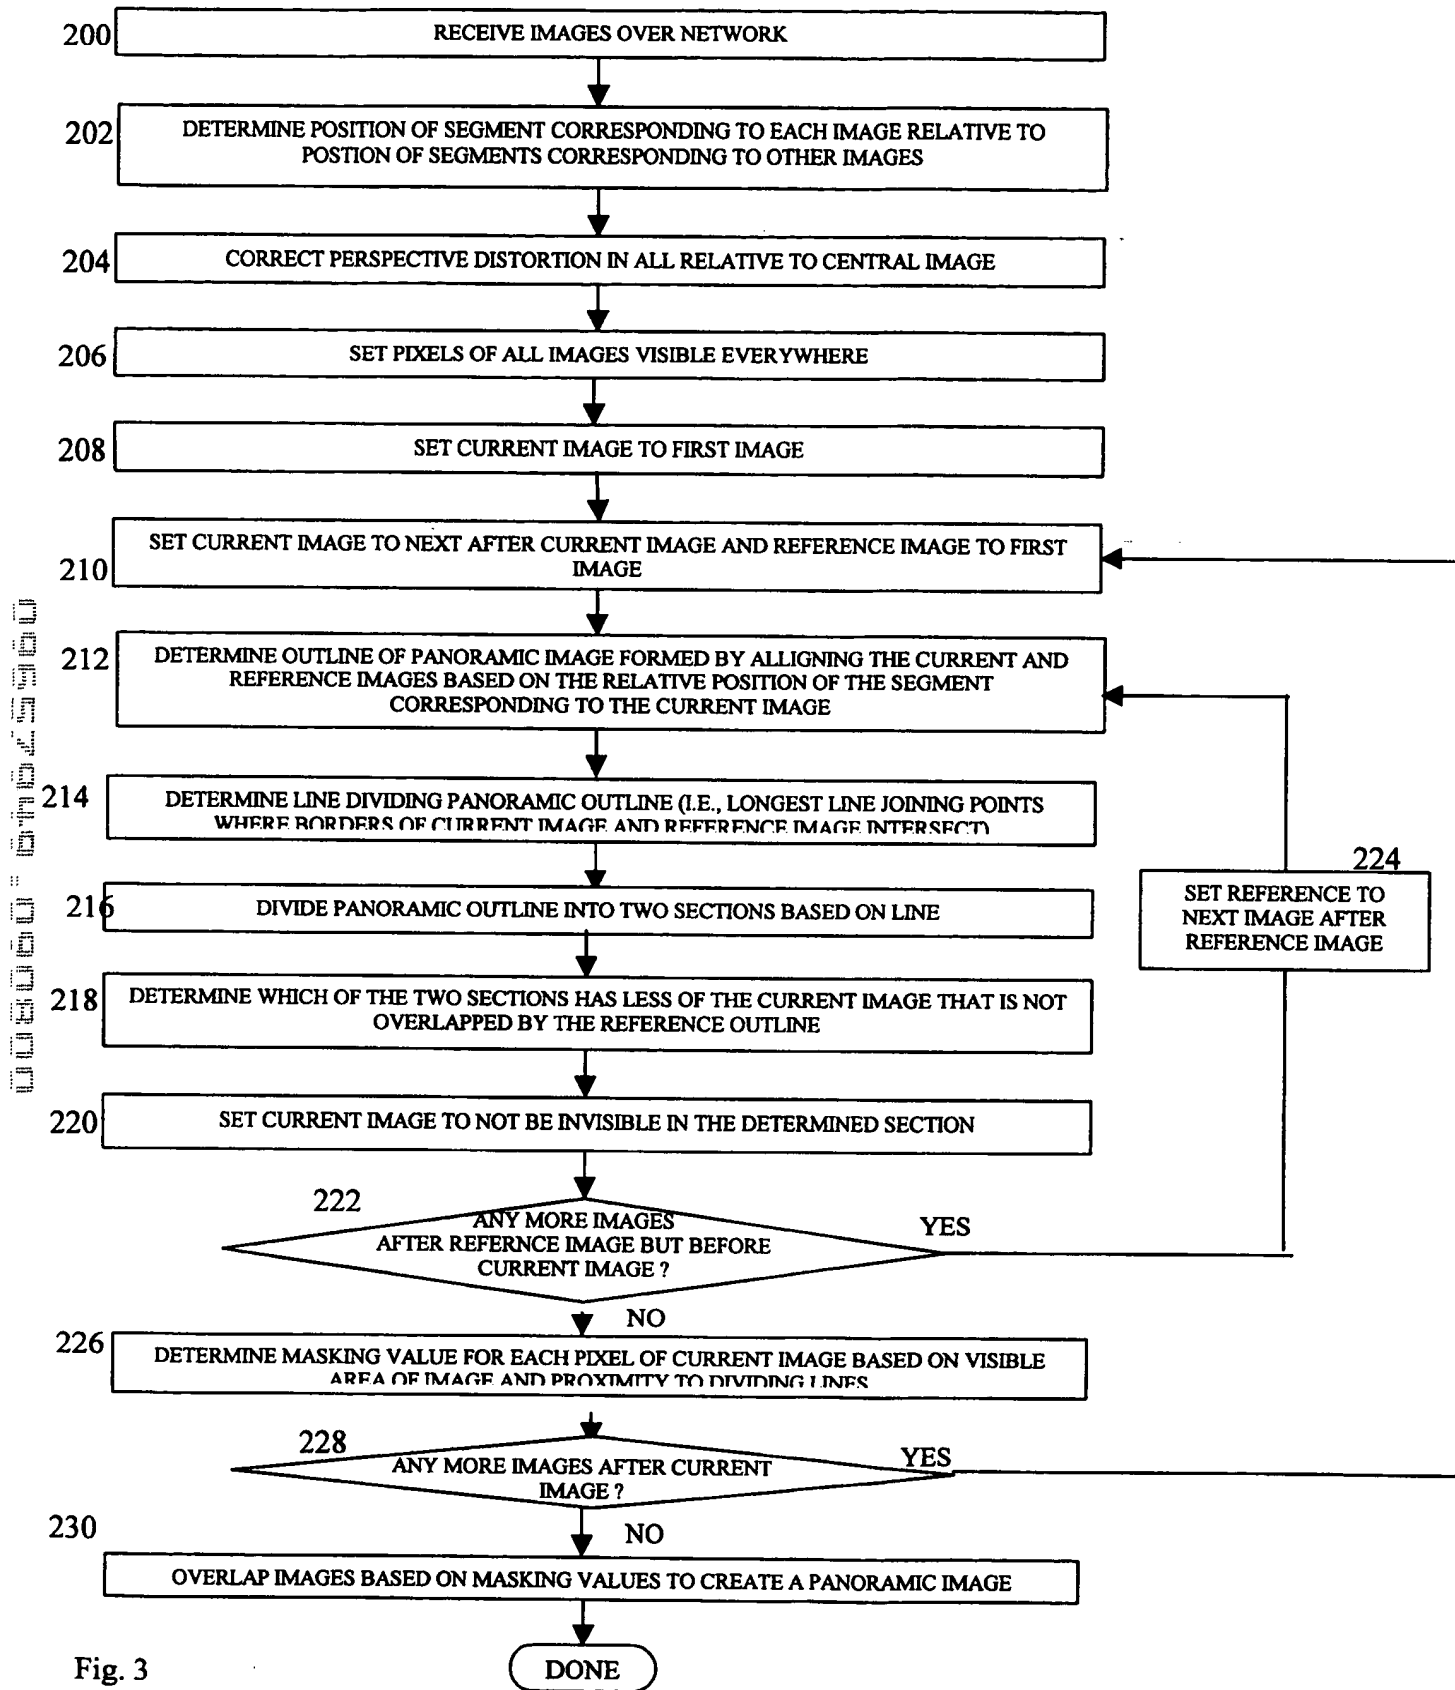 200
RECEIVE IMAGES OVER NETWORK
202
DETERMINE POSITION OF SEGMENT CORRESPONDING TO EACH IMAGE RELATIVE TO
POSTION OF SEGMENTS CORRESPONDING TO OTHER IMAGES
204
CORRECT PERSPECTIVE DISTORTION IN ALL RELATIVE TO CENTRAL IMAGE
206
SET PIXELS OF ALL IMAGES VISIBLE EVERYWHERE
208
SET CURRENT IMAGE TO FIRST IMAGE
210
SET CURRENT IMAGE TO NEXT AFTER CURRENT IMAGE AND REFERENCE IMAGE TO FIRST
IMAGE
212
DETERMINE OUTLINE OF PANORAMIC IMAGE FORMED BY ALLIGNING THE CURRENT AND
REFERENCE IMAGES BASED ON THE RELATIVE POSITION OF THE SEGMENT
CORRESPONDING TO THE CURRENT IMAGE
214
DETERMINE LINE DIVIDING PANORAMIC OUTLINE (I.E., LONGEST LINE JOINING POINTS
WHERE BORDERS OF CURRENT IMAGE AND REFERENCE IMAGE INTERSECT)
216
DIVIDE PANORAMIC OUTLINE INTO TWO SECTIONS BASED ON LINE
224
SET REFERENCE TO
NEXT IMAGE AFTER
REFERENCE IMAGE
218
DETERMINE WHICH OF THE TWO SECTIONS HAS LESS OF THE CURRENT IMAGE THAT IS NOT
OVERLAPPED BY THE REFERENCE OUTLINE
220
SET CURRENT IMAGE TO NOT BE INVISIBLE IN THE DETERMINED SECTION
222
ANY MORE IMAGES
AFTER REFERNCE IMAGE BUT BEFORE
CURRENT IMAGE ?
YES
NO
226
DETERMINE MASKING VALUE FOR EACH PIXEL OF CURRENT IMAGE BASED ON VISIBLE
AREA OF IMAGE AND PROXIMITY TO DIVIDING LINES
228
ANY MORE IMAGES AFTER CURRENT
IMAGE ?
YES
NO
230
OVERLAP IMAGES BASED ON MASKING VALUES TO CREATE A PANORAMIC IMAGE
DONE
Fig. 3